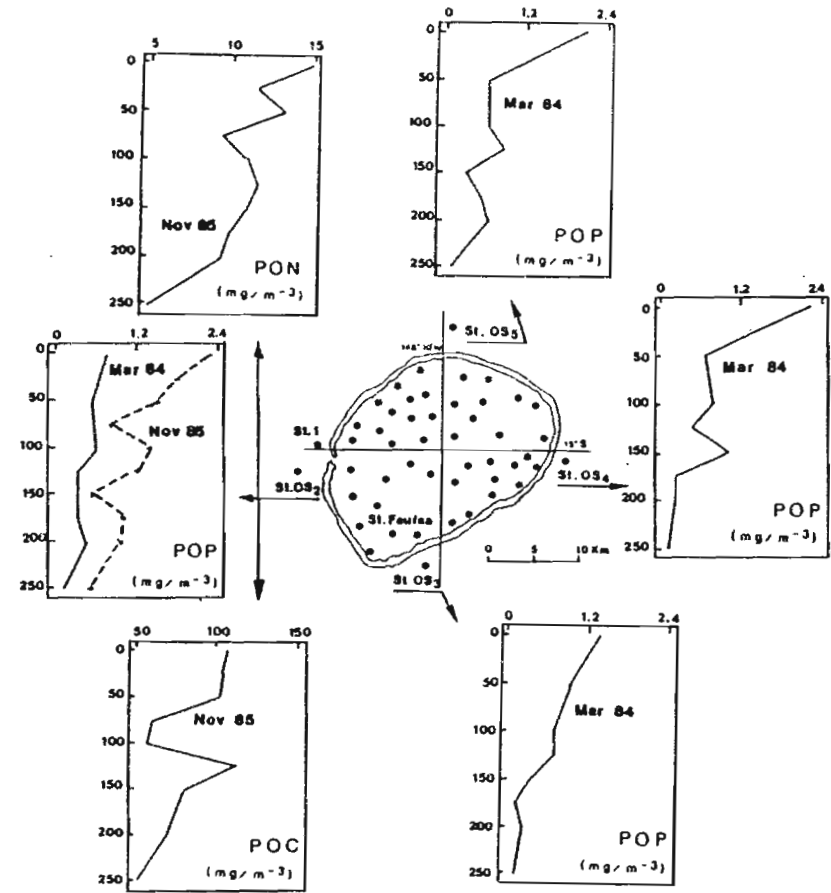 5 10 15
0
50
100
150
200
250
Nov 85
PON
(mg/m-3)
0 1.2 2.4
0
50
100
150
200
250
Mar 84
POP
(mg/m-3)
0 1.2 2.4
0
50
100
150
200
250
Mar 84
Nov 85
POP
(mg/m-3)
St. OS5
St.1
15°S
St.OS2
St. OS4
St. Faufaa
0 5 10 Km
St OS3
0 1.2 2.4
0
50
100
150
200
250
Mar 84
POP
(mg/m-3)
50 100 150
0
50
100
150
200
250
Nov 85
POC
(mg/m-3)
0 1.2 2.4
0
50
100
150
200
250
Mar 84
POP
(mg/m-3)